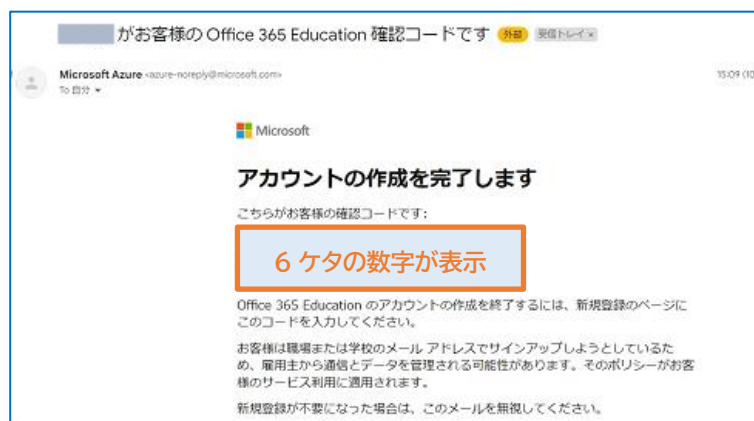 がお客様の Office 365 Education 確認コードです 外部 受信トレイ ×
Microsoft Azure <azure-noreply@microsoft.com> 15:09 (10
To 自分
Microsoft
アカウントの作成を完了します
こちらがお客様の確認コードです:
6 ケタの数字が表示
Office 365 Education のアカウントの作成を終了するには、新規登録のページに
このコードを入力してください。
お客様は職場または学校のメール アドレスでサインアップしようとしているた
め、雇用主から通信とデータを管理される可能性があります。そのポリシーがお客
様のサービス利用に適用されます。
新規登録が不要になった場合は、このメールを無視してください。